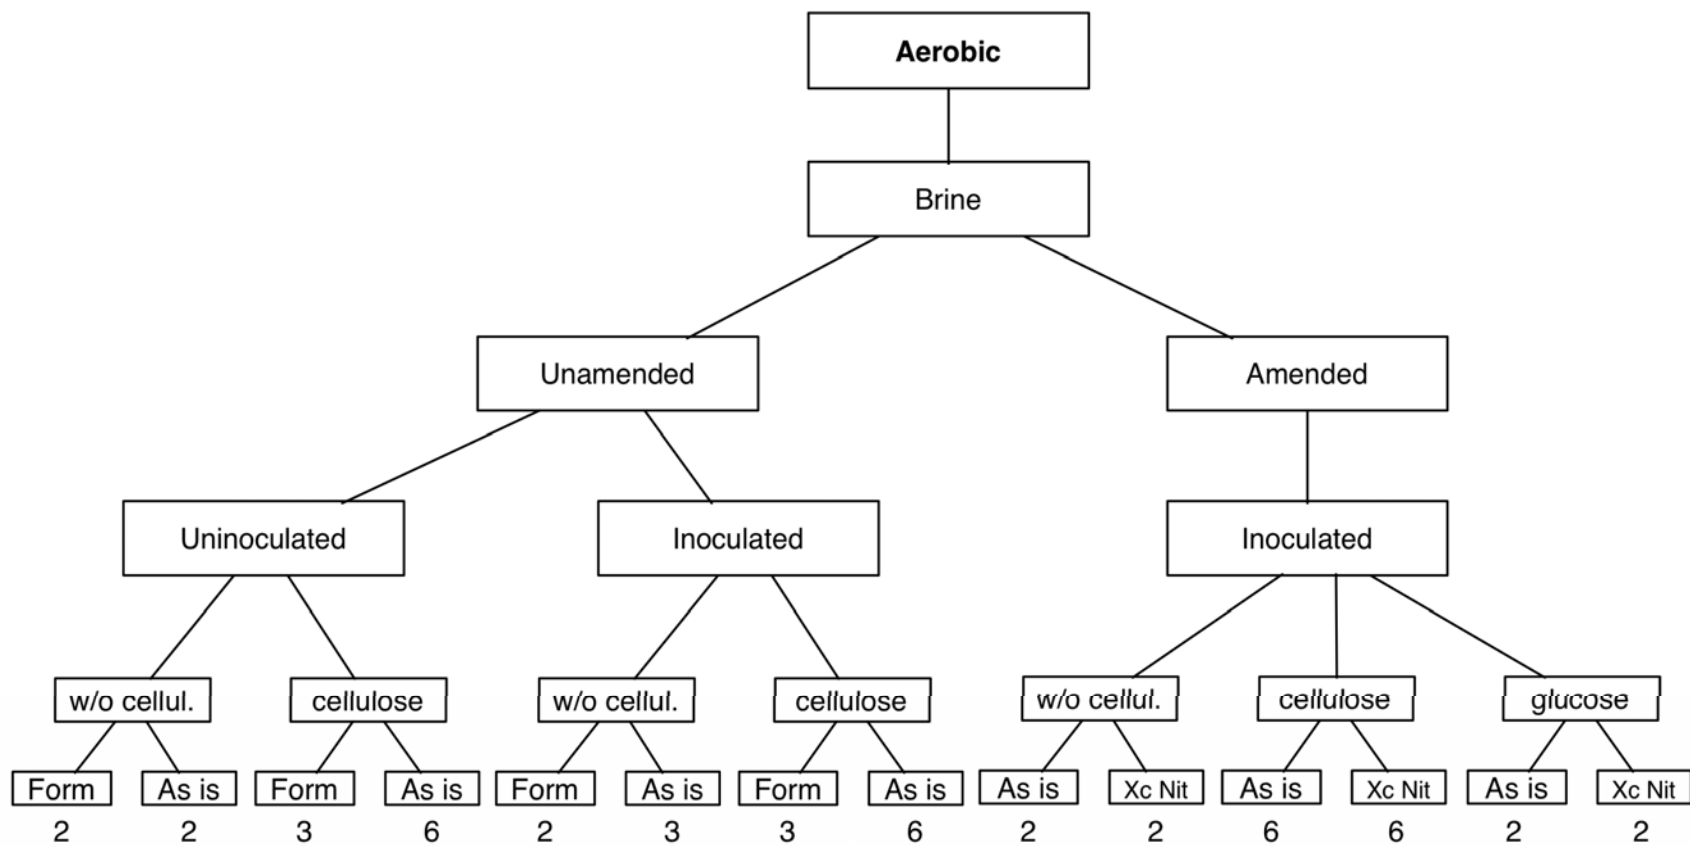 Aerobic
Brine
Unamended Amended
Uninoculated Inoculated Inoculated
w/o cellul. cellulose w/o cellul. cellulose w/o cellul. cellulose glucose
Form As is Form As is Form As is Form As is As is Xc Nit As is Xc Nit As is Xc Nit
2 2 3 6 2 3 3 6 2 2 6 6 2 2